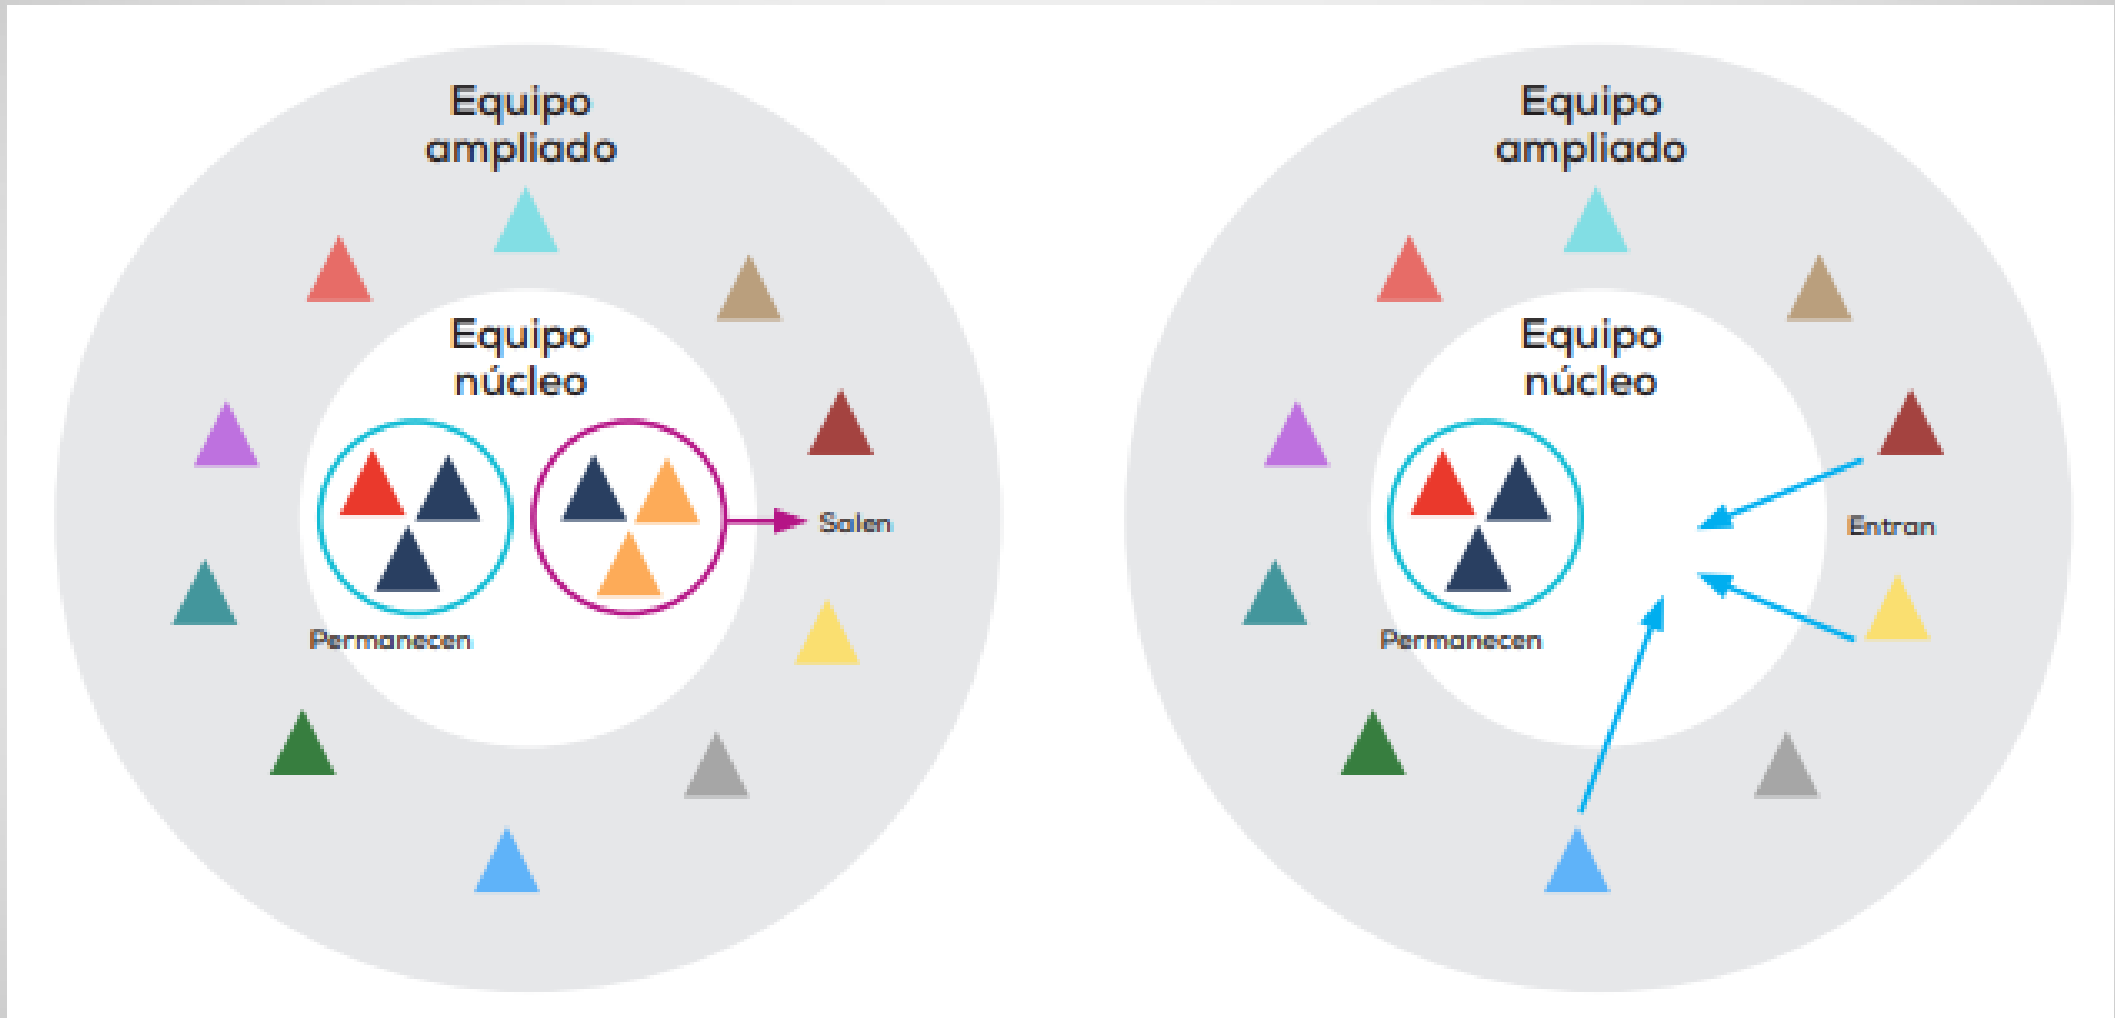 Equipo
ampliado
Equipo
núcleo
Salen
Permanecen
Equipo
ampliado
Equipo
núcleo
Entran
Permanecen